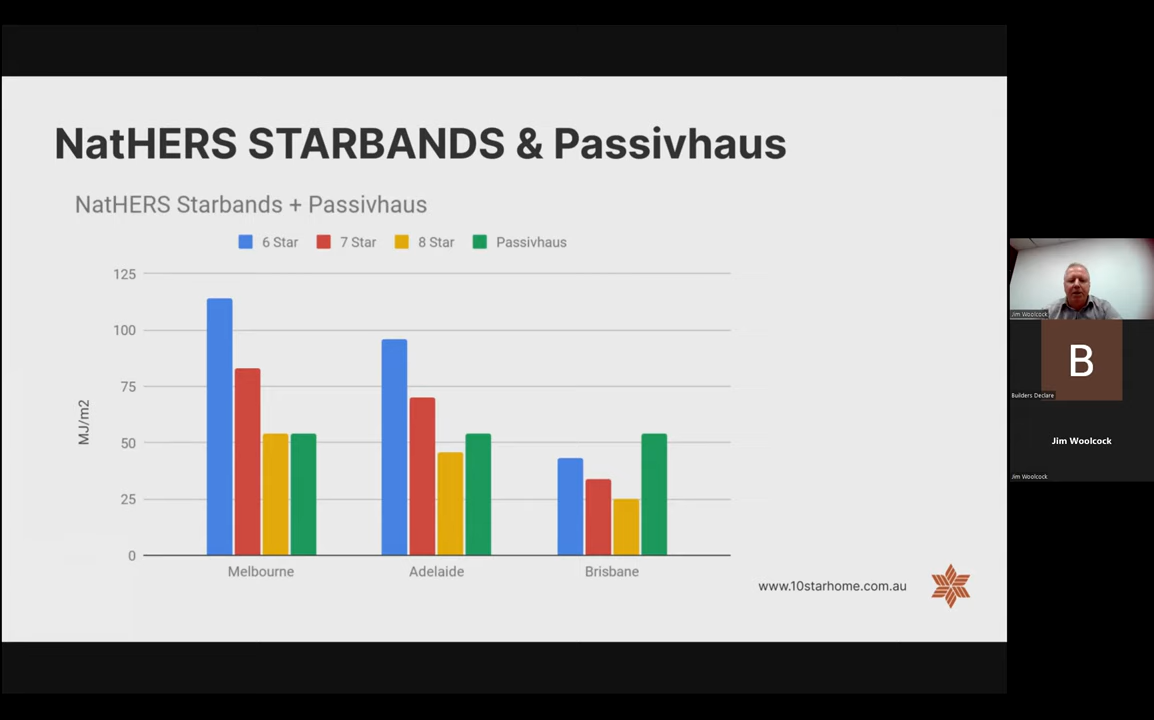 NatHERS STARBANDS & Passivhaus
NatHERS Starbands + Passivhaus
6 Star 7 Star 8 Star Passivhaus
125
100
75
50
25
0
MJ/m2
Melbourne Adelaide Brisbane
www.10starhome.com.au
Jim Woolcock
B
Builders Declare
Jim Woolcock
Jim Woolcock